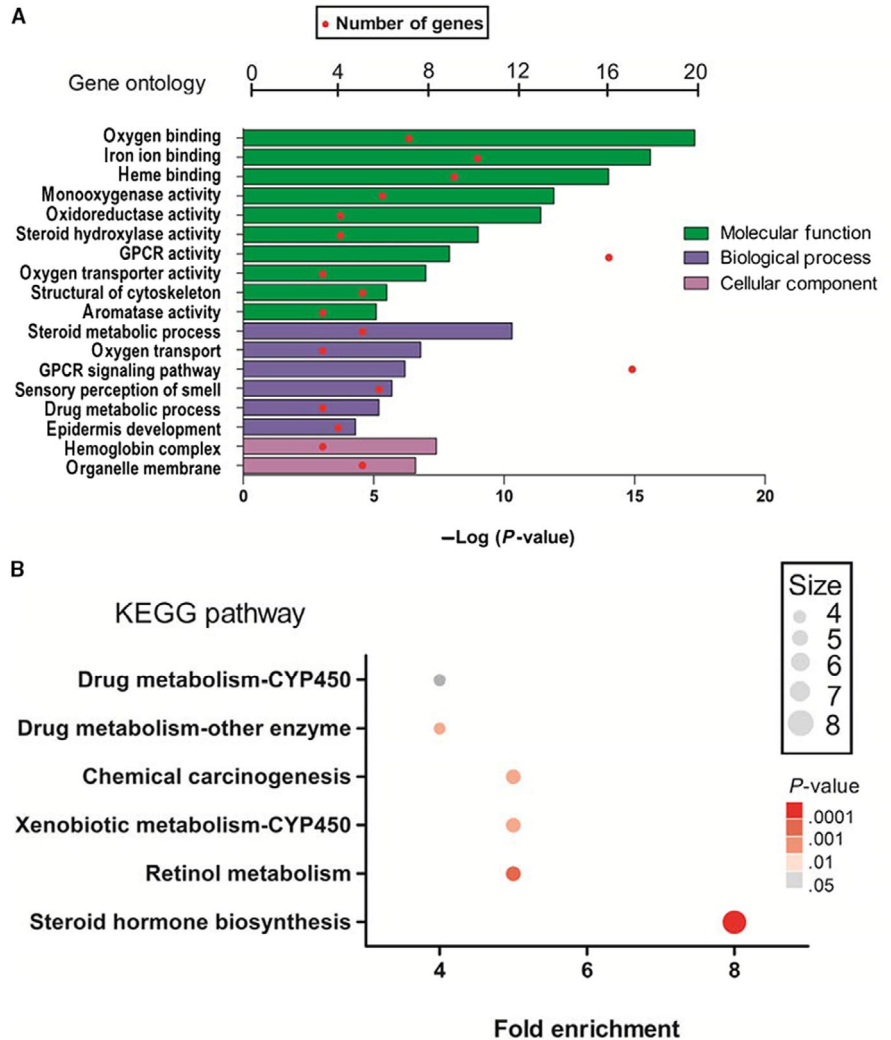 A
Number of genes
Gene ontology
0 4 8 12 16 20
Oxygen binding
Iron ion binding
Heme binding
Monooxygenase activity
Oxidoreductase activity
Steroid hydroxylase activity
GPCR activity
Oxygen transporter activity
Structural of cytoskeleton
Aromatase activity
Steroid metabolic process
Oxygen transport
GPCR signaling pathway
Sensory perception of smell
Drug metabolic process
Epidermis development
Hemoglobin complex
Organelle membrane
Molecular function
Biological process
Cellular component
0 5 10 15 20
−Log (P-value)
B
KEGG pathway
Drug metabolism-CYP450
Drug metabolism-other enzyme
Chemical carcinogenesis
Xenobiotic metabolism-CYP450
Retinol metabolism
Steroid hormone biosynthesis
4 6 8
Fold enrichment
Size
4
5
6
7
8
P-value
.0001
.001
.01
.05